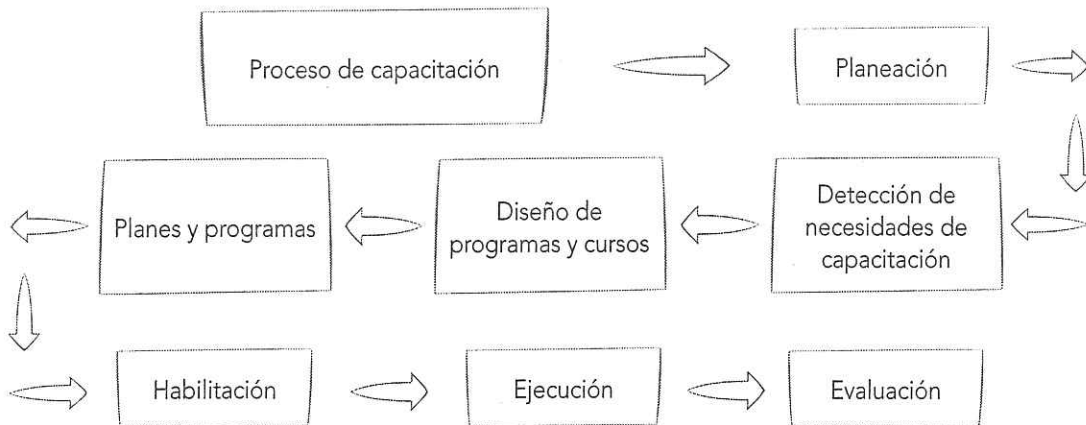 Proceso de capacitación
Planeación
Detección de
necesidades de
capacitación
Diseño de
programas y cursos
Planes y programas
Habilitación
Ejecución
Evaluación